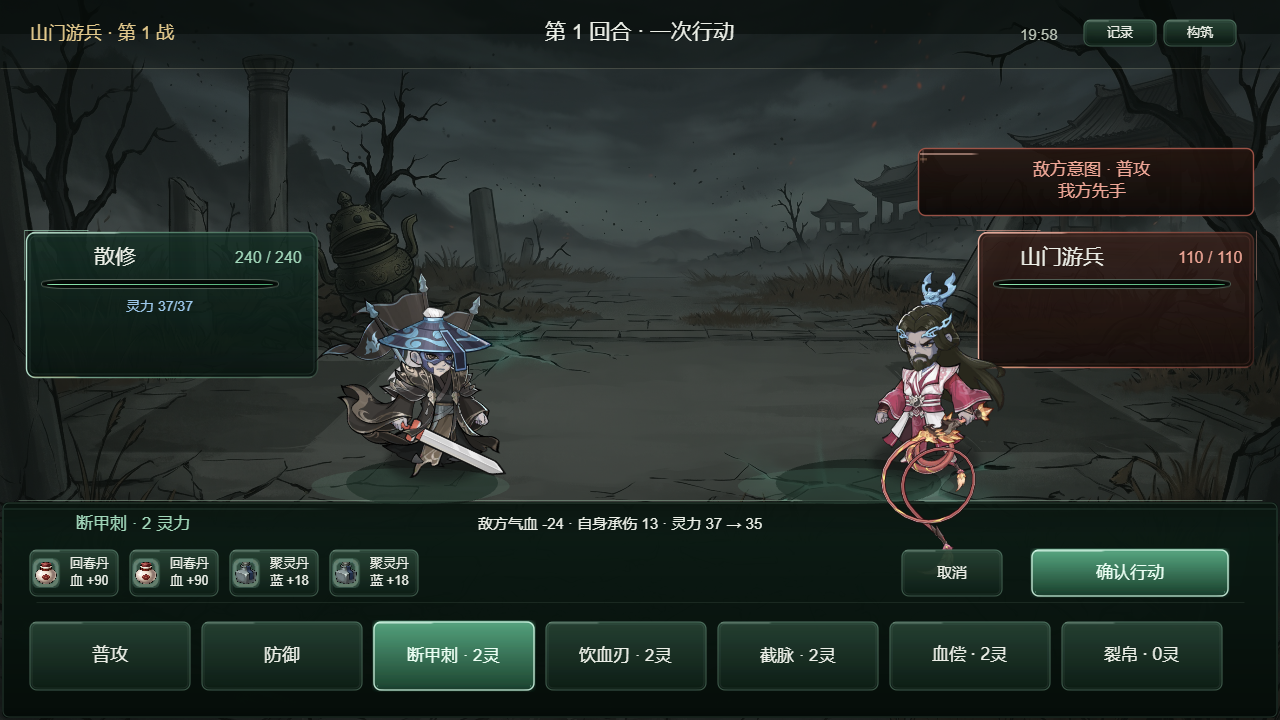 山门游兵 · 第 1 战
第 1 回合 · 一次行动
19:58
记录
构筑
敌方意图 · 普攻
我方先手
散修
240 / 240
灵力 37/37
山门游兵
110 / 110
断甲刺 · 2 灵力
敌方气血 -24 · 自身承伤 13 · 灵力 37 → 35
回春丹
血 +90
回春丹
血 +90
聚灵丹
蓝 +18
聚灵丹
蓝 +18
取消
确认行动
普攻
防御
断甲刺 · 2灵
饮血刃 · 2灵
截脉 · 2灵
血偿 · 2灵
裂帛 · 0灵